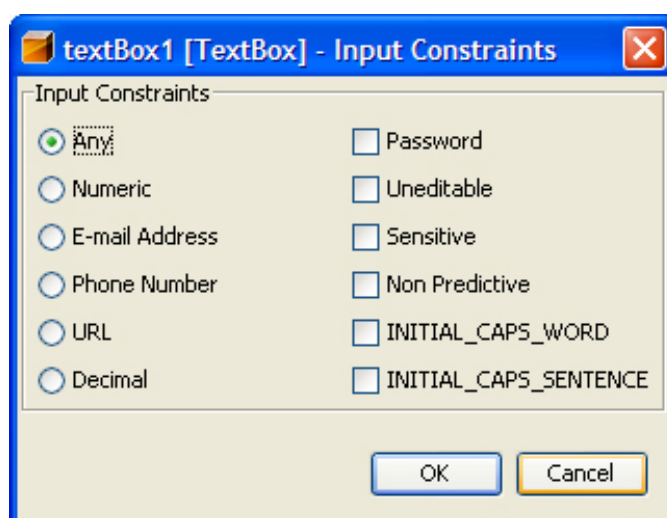 textBox1 [TextBox] - Input Constraints
Input Constraints
Any
Password
Numeric
Uneditable
E-mail Address
Sensitive
Phone Number
Non Predictive
URL
INITIAL_CAPS_WORD
Decimal
INITIAL_CAPS_SENTENCE
OK
Cancel